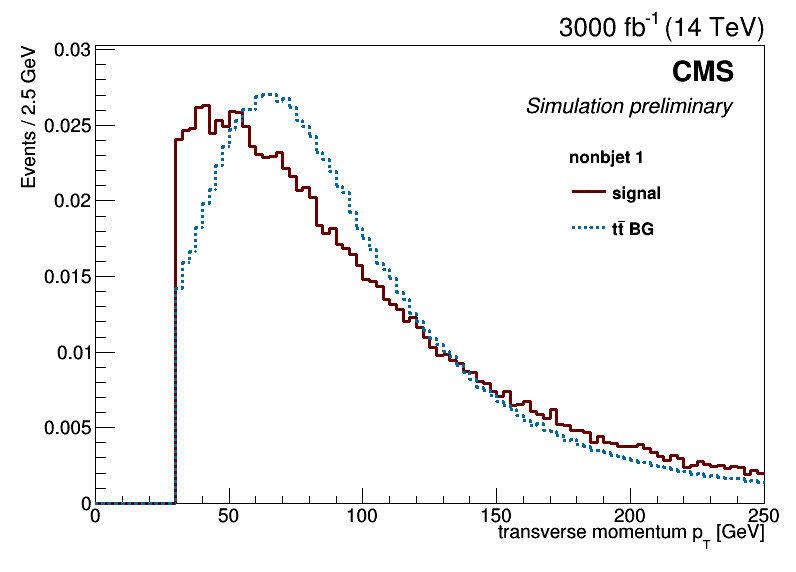 3000 fb⁻¹ (14 TeV)
Events / 2.5 GeV
0.03
0.025
0.02
0.015
0.01
0.005
0
CMS
Simulation preliminary
nonbjet 1
signal
tt̄ BG
0 50 100 150 200 250
transverse momentum p_T [GeV]